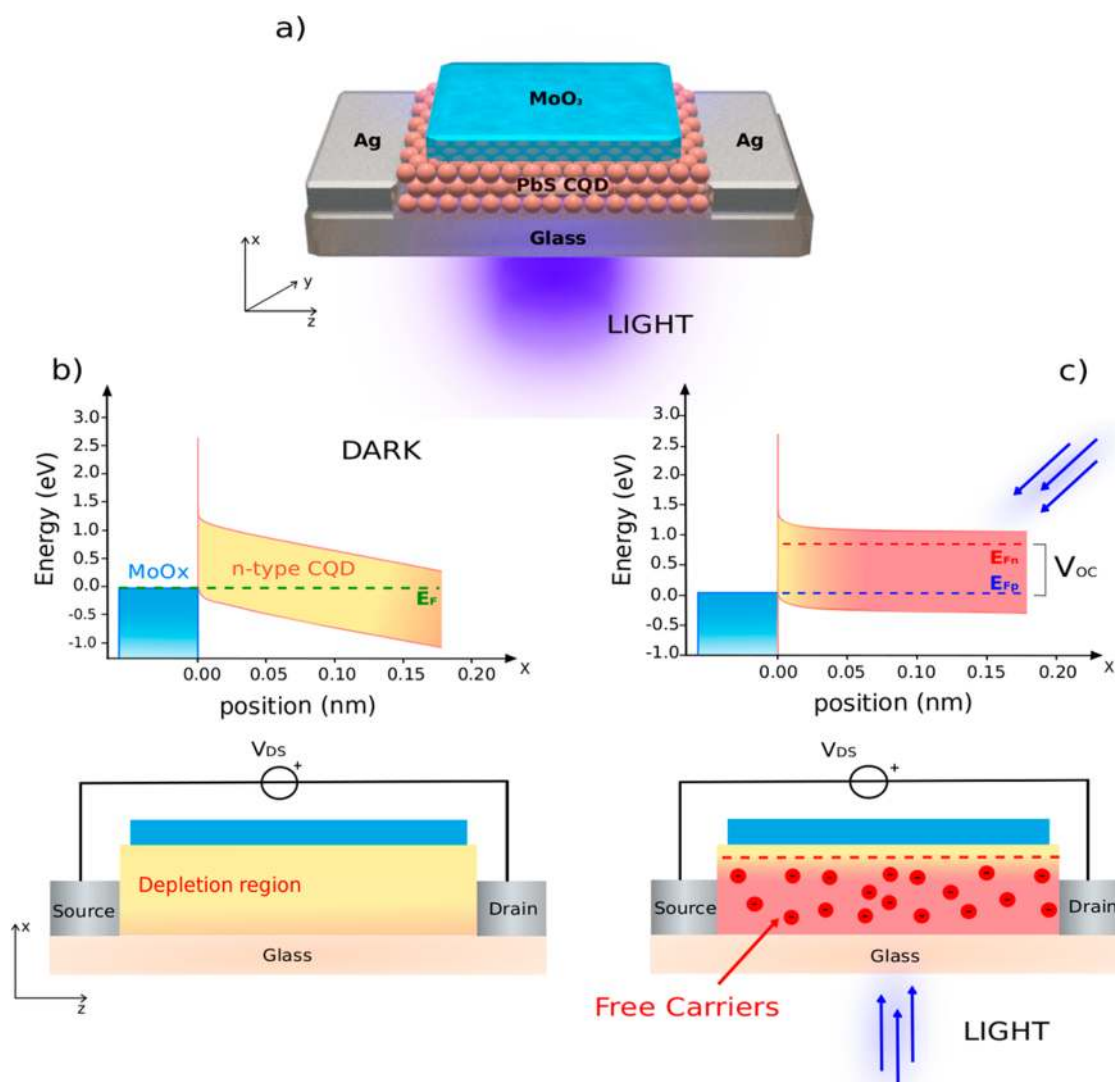 a)
MoO₃
Ag
Ag
PbS CQD
Glass
x
y
z
LIGHT
b)
Energy (eV)
3.0
2.5
2.0
1.5
1.0
0.5
0.0
-0.5
-1.0
DARK
MoOx
n-type CQD
EF
0.00
0.05
0.10
0.15
0.20
x
position (nm)
c)
Energy (eV)
3.0
2.5
2.0
1.5
1.0
0.5
0.0
-0.5
-1.0
EFn
EFp
VOC
0.00
0.05
0.10
0.15
0.20
x
position (nm)
VDS
+
Depletion region
Source
Drain
Glass
x
z
VDS
+
Source
Drain
Glass
Free Carriers
LIGHT